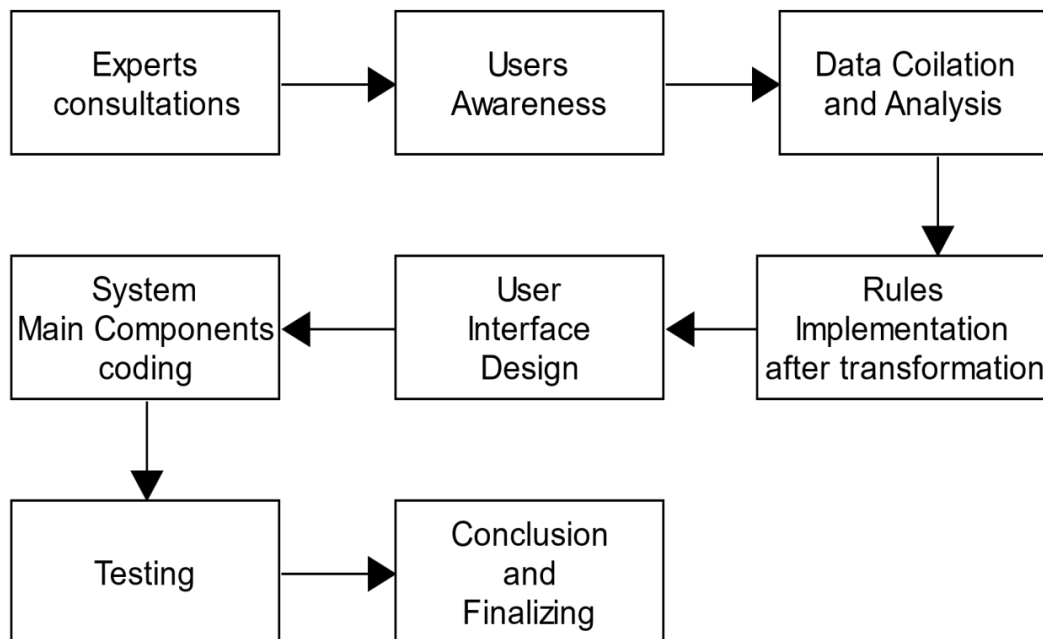 Experts
consultations
Users
Awareness
Data Coilation
and Analysis
Rules
Implementation
after transformation
User
Interface
Design
System
Main Components
coding
Testing
Conclusion
and
Finalizing